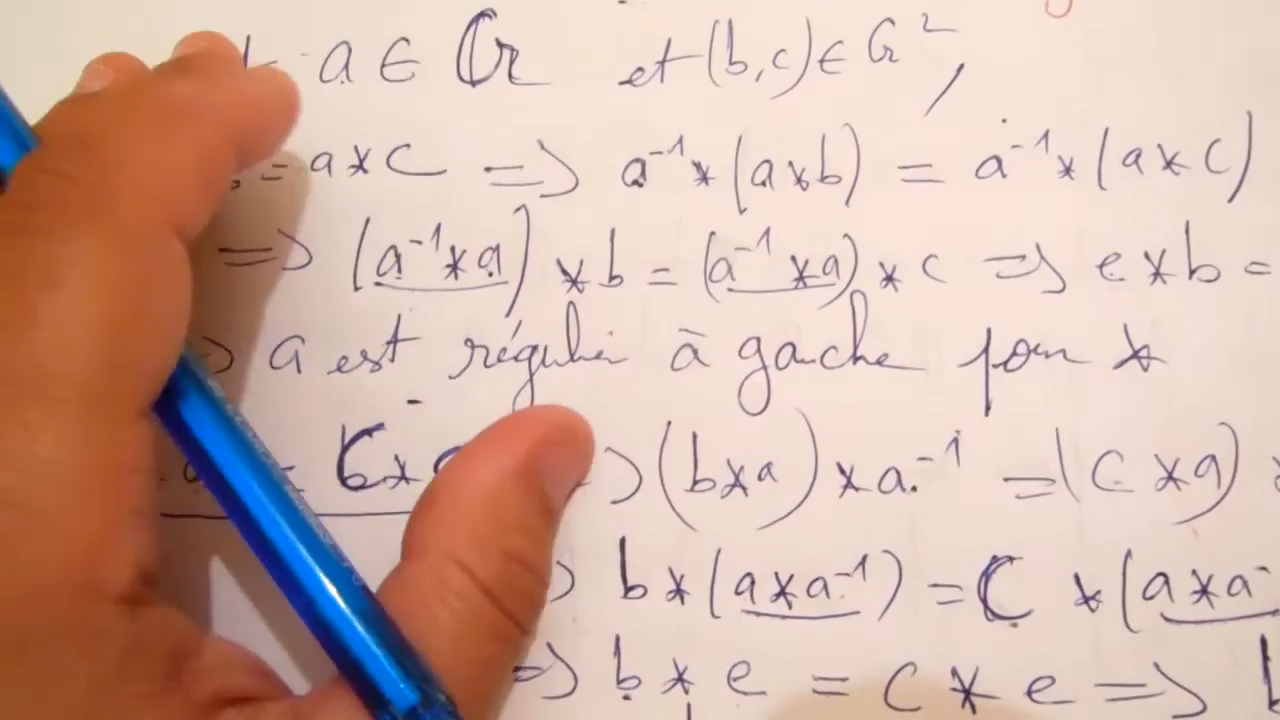 a ∈ G et (b,c) ∈ G²,
= a * c => a⁻¹ * (a * b) = a⁻¹ * (a * c)
=> (a⁻¹ * a) * b = (a⁻¹ * a) * c => e * b =
=> a est régulier à gauche pour *
=> (b * a) * a⁻¹ = (c * a)
=> b * (a * a⁻¹) = c * (a * a⁻
=> b * e = c * e => b